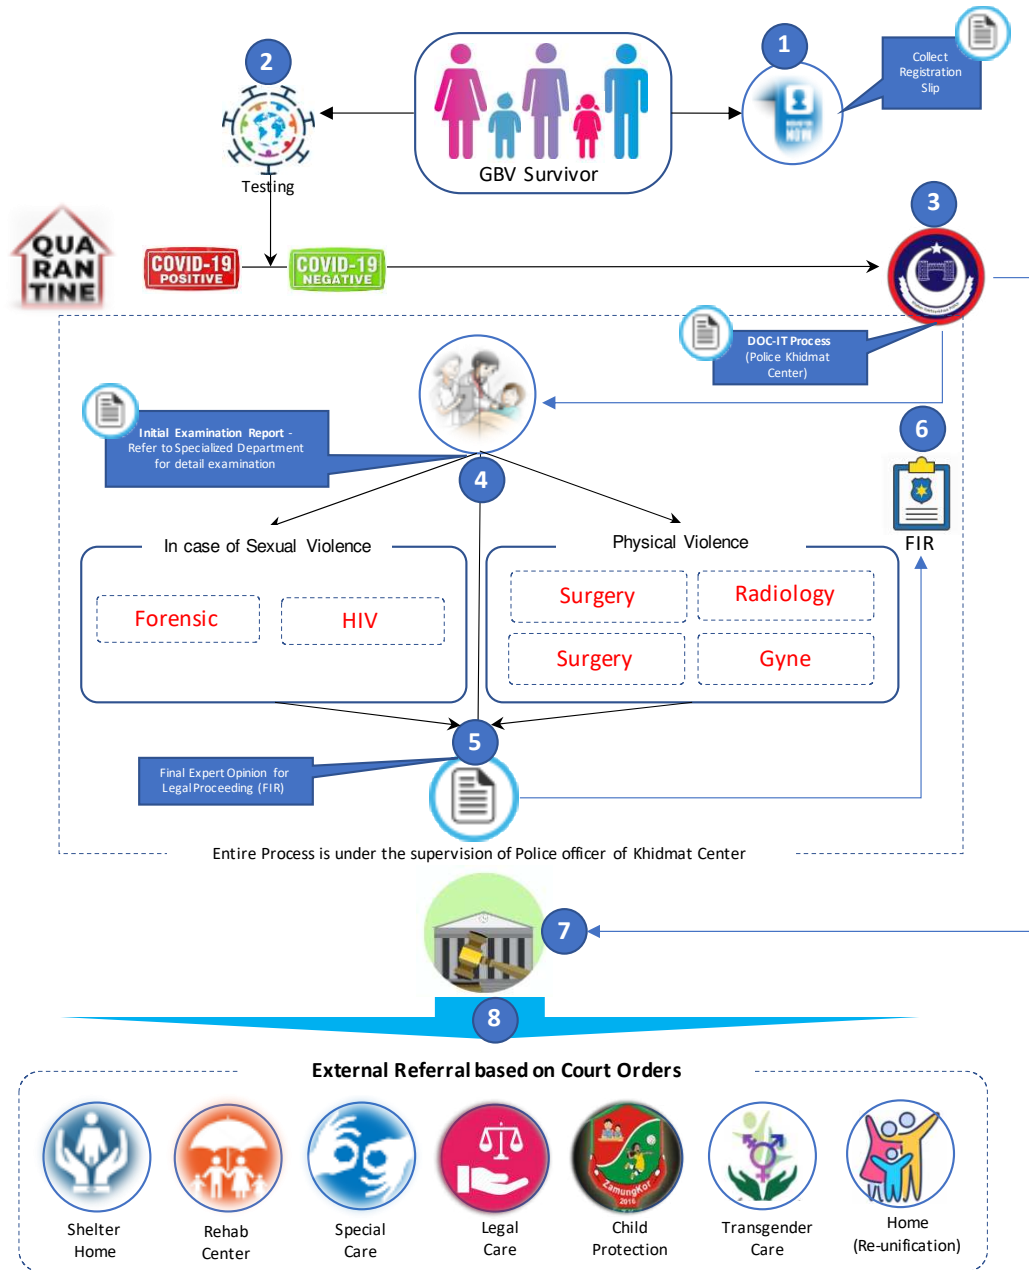 2
1
Collect
Registration
Slip
NOW
Testing
GBV Survivor
3
QUA
RAN
TINE
COVID-19
POSITIVE
COVID-19
NEGATIVE
DOC-IT Process
(Police Khidmat
Center)
Initial Examination Report -
Refer to Specialized Department
for detail examination
4
6
FIR
In case of Sexual Violence
Physical Violence
Forensic
HIV
Surgery
Radiology
Surgery
Gyne
5
Final Expert Opinion for
Legal Proceeding (FIR)
Entire Process is under the supervision of Police officer of Khidmat Center
7
8
External Referral based on Court Orders
ZamungKor
2016
Shelter
Home
Rehab
Center
Special
Care
Legal
Care
Child
Protection
Transgender
Care
Home
(Re-unification)